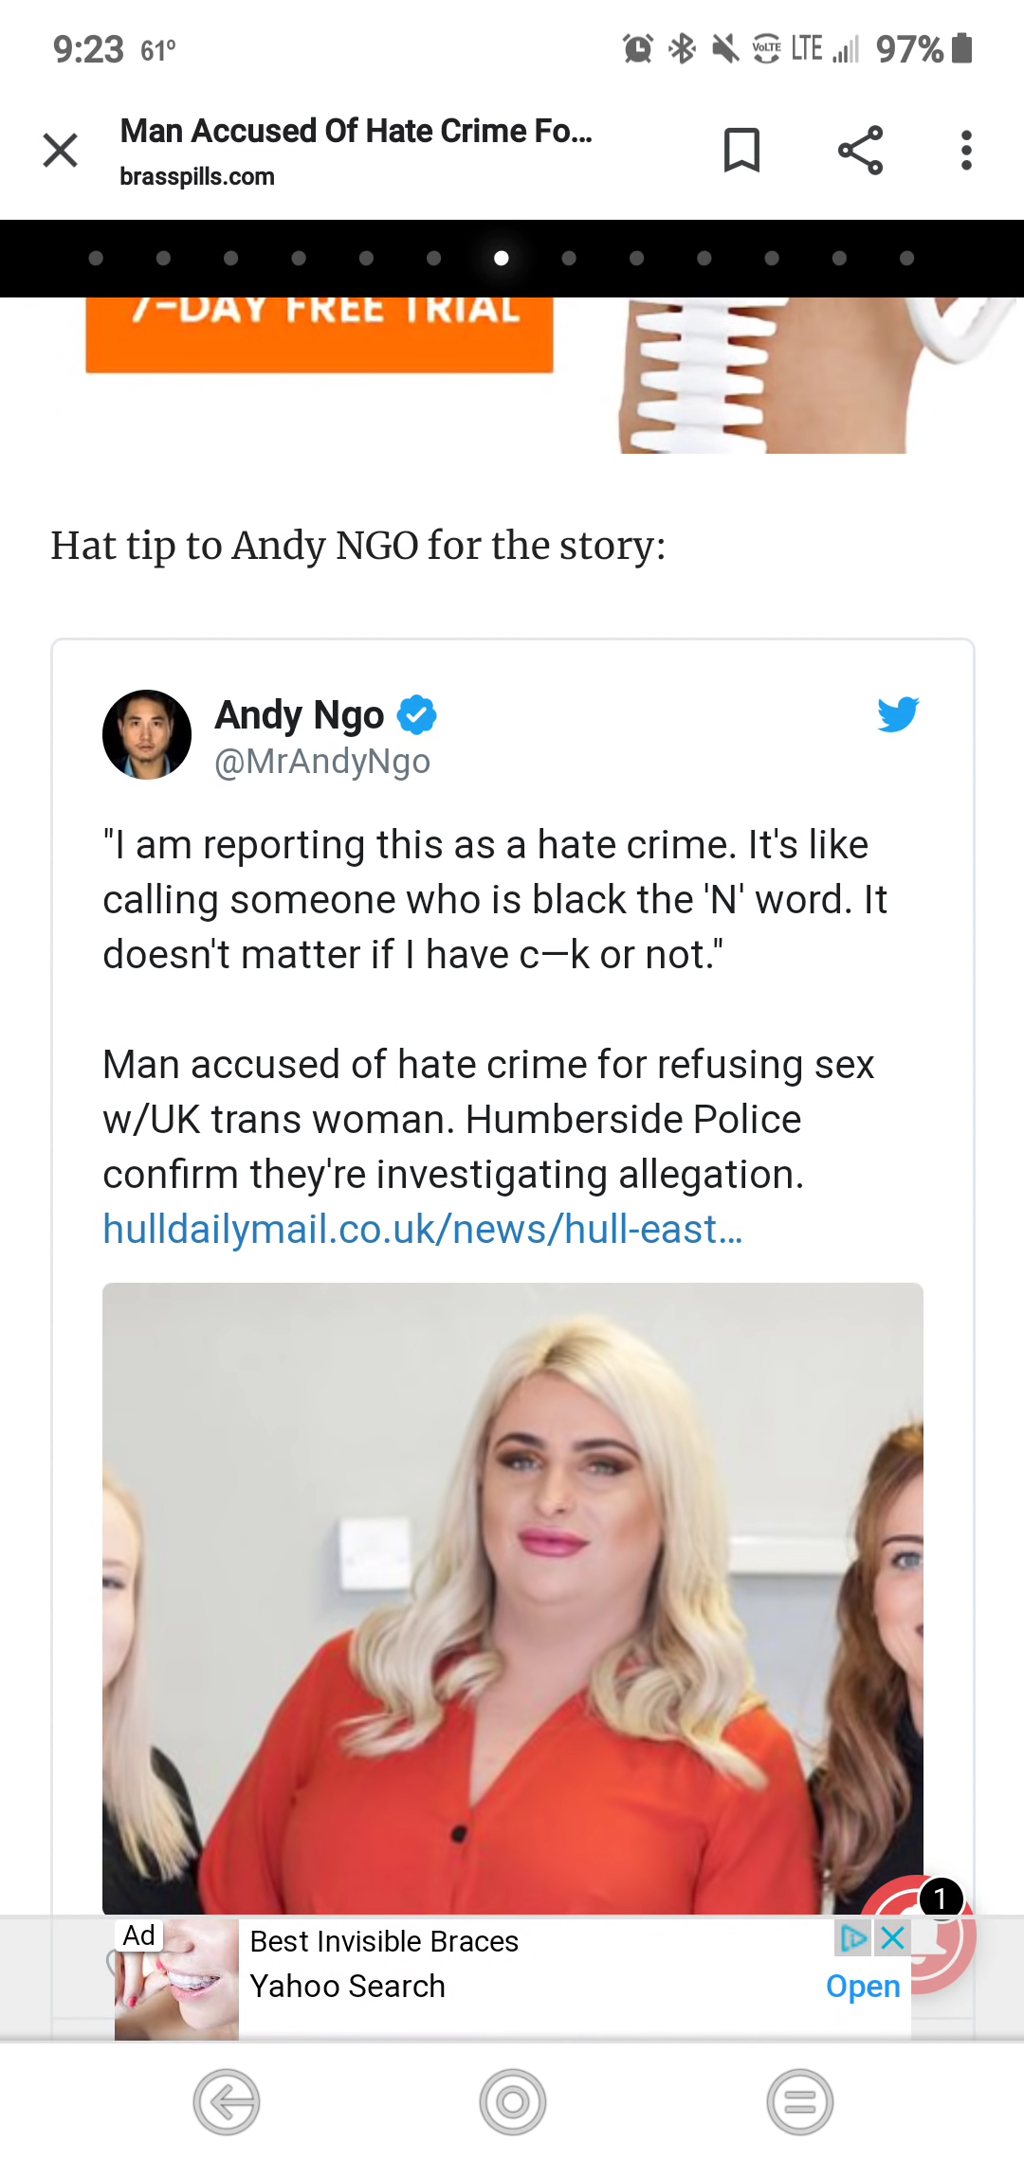 9:23 61°
VoLTE LTE 97%
Man Accused Of Hate Crime Fo...
brasspills.com
7-DAY FREE TRIAL
Hat tip to Andy NGO for the story:
Andy Ngo
@MrAndyNgo
"I am reporting this as a hate crime. It's like
calling someone who is black the 'N' word. It
doesn't matter if I have c—k or not."
Man accused of hate crime for refusing sex
w/UK trans woman. Humberside Police
confirm they're investigating allegation.
hulldailymail.co.uk/news/hull-east…
1
Ad
Best Invisible Braces
Yahoo Search
Open